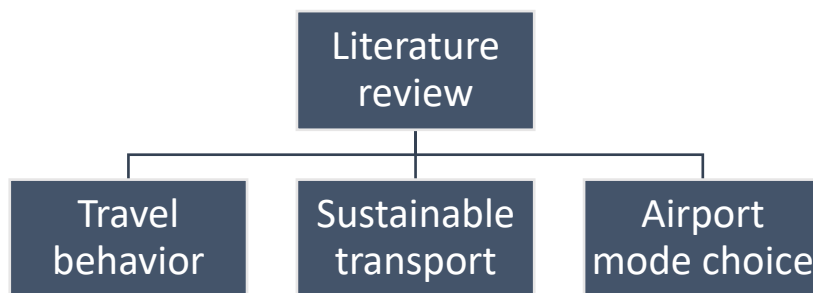 Literature
review
Travel
behavior
Sustainable
transport
Airport
mode choice